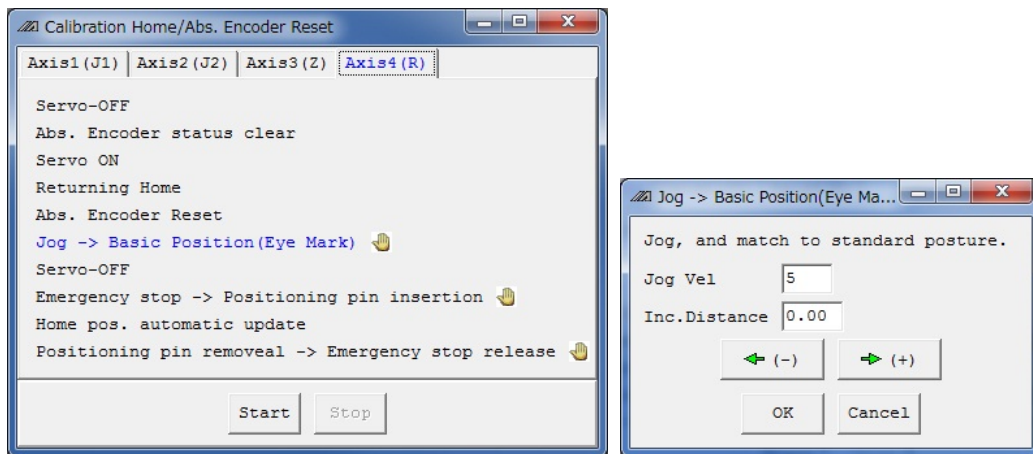 Calibration Home/Abs. Encoder Reset
Axis1(J1) Axis2(J2) Axis3(Z) Axis4(R)
Servo-OFF
Abs. Encoder status clear
Servo ON
Returning Home
Abs. Encoder Reset
Jog -> Basic Position(Eye Mark)
Servo-OFF
Emergency stop -> Positioning pin insertion
Home pos. automatic update
Positioning pin removeal -> Emergency stop release
Start Stop
Jog -> Basic Position(Eye Ma...
Jog, and match to standard posture.
Jog Vel 5
Inc.Distance 0.00
(-) (+)
OK Cancel